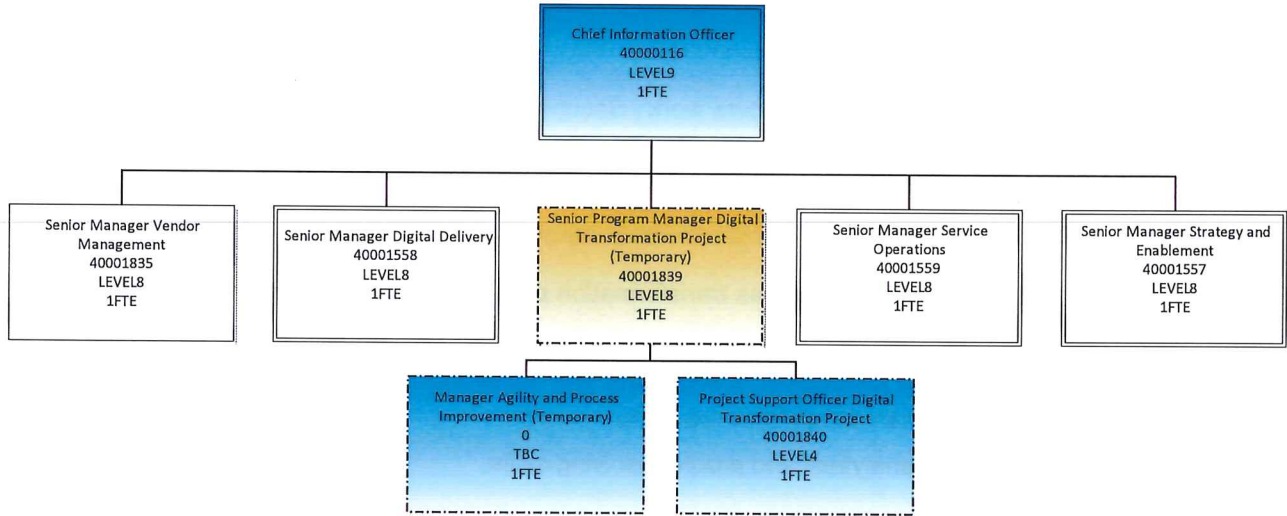 Chief Information Officer
40000116
LEVEL9
1FTE
Senior Manager Vendor
Management
40001835
LEVEL8
1FTE
Senior Manager Digital Delivery
40001558
LEVEL8
1FTE
Senior Program Manager Digital
Transformation Project
(Temporary)
40001839
LEVEL8
1FTE
Senior Manager Service
Operations
40001559
LEVEL8
1FTE
Senior Manager Strategy and
Enablement
40001557
LEVEL8
1FTE
Manager Agility and Process
Improvement (Temporary)
0
TBC
1FTE
Project Support Officer Digital
Transformation Project
40001840
LEVEL4
1FTE